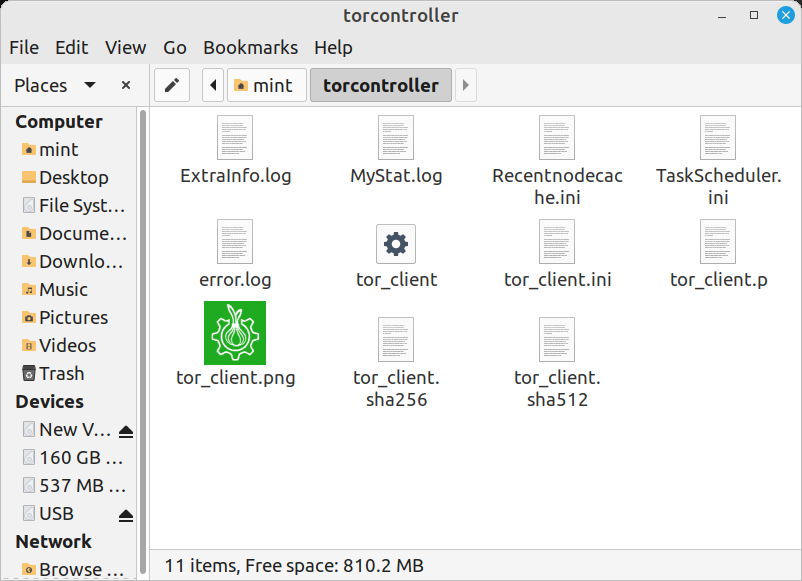 torcontroller
File Edit View Go Bookmarks Help
Places
mint
torcontroller
Computer
mint
Desktop
File Syst...
Docume...
Downlo...
Music
Pictures
Videos
Trash
Devices
New V...
160 GB ...
537 MB ...
USB
Network
Browse ...
ExtraInfo.log
MyStat.log
Recentnodecac
he.ini
TaskScheduler.
ini
error.log
tor_client
tor_client.ini
tor_client.p
tor_client.png
tor_client.
sha256
tor_client.
sha512
11 items, Free space: 810.2 MB